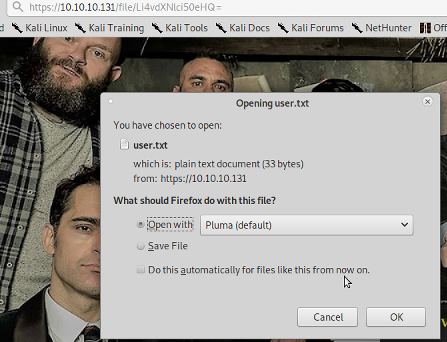 https://10.10.10.131/file/Li4vdXNlci50eHQ=
Kali Linux Kali Training Kali Tools Kali Docs Kali Forums NetHunter Off
Opening user.txt
You have chosen to open:
user.txt
which is: plain text document (33 bytes)
from: https://10.10.10.131
What should Firefox do with this file?
Open with Pluma (default)
Save File
Do this automatically for files like this from now on.
Cancel OK